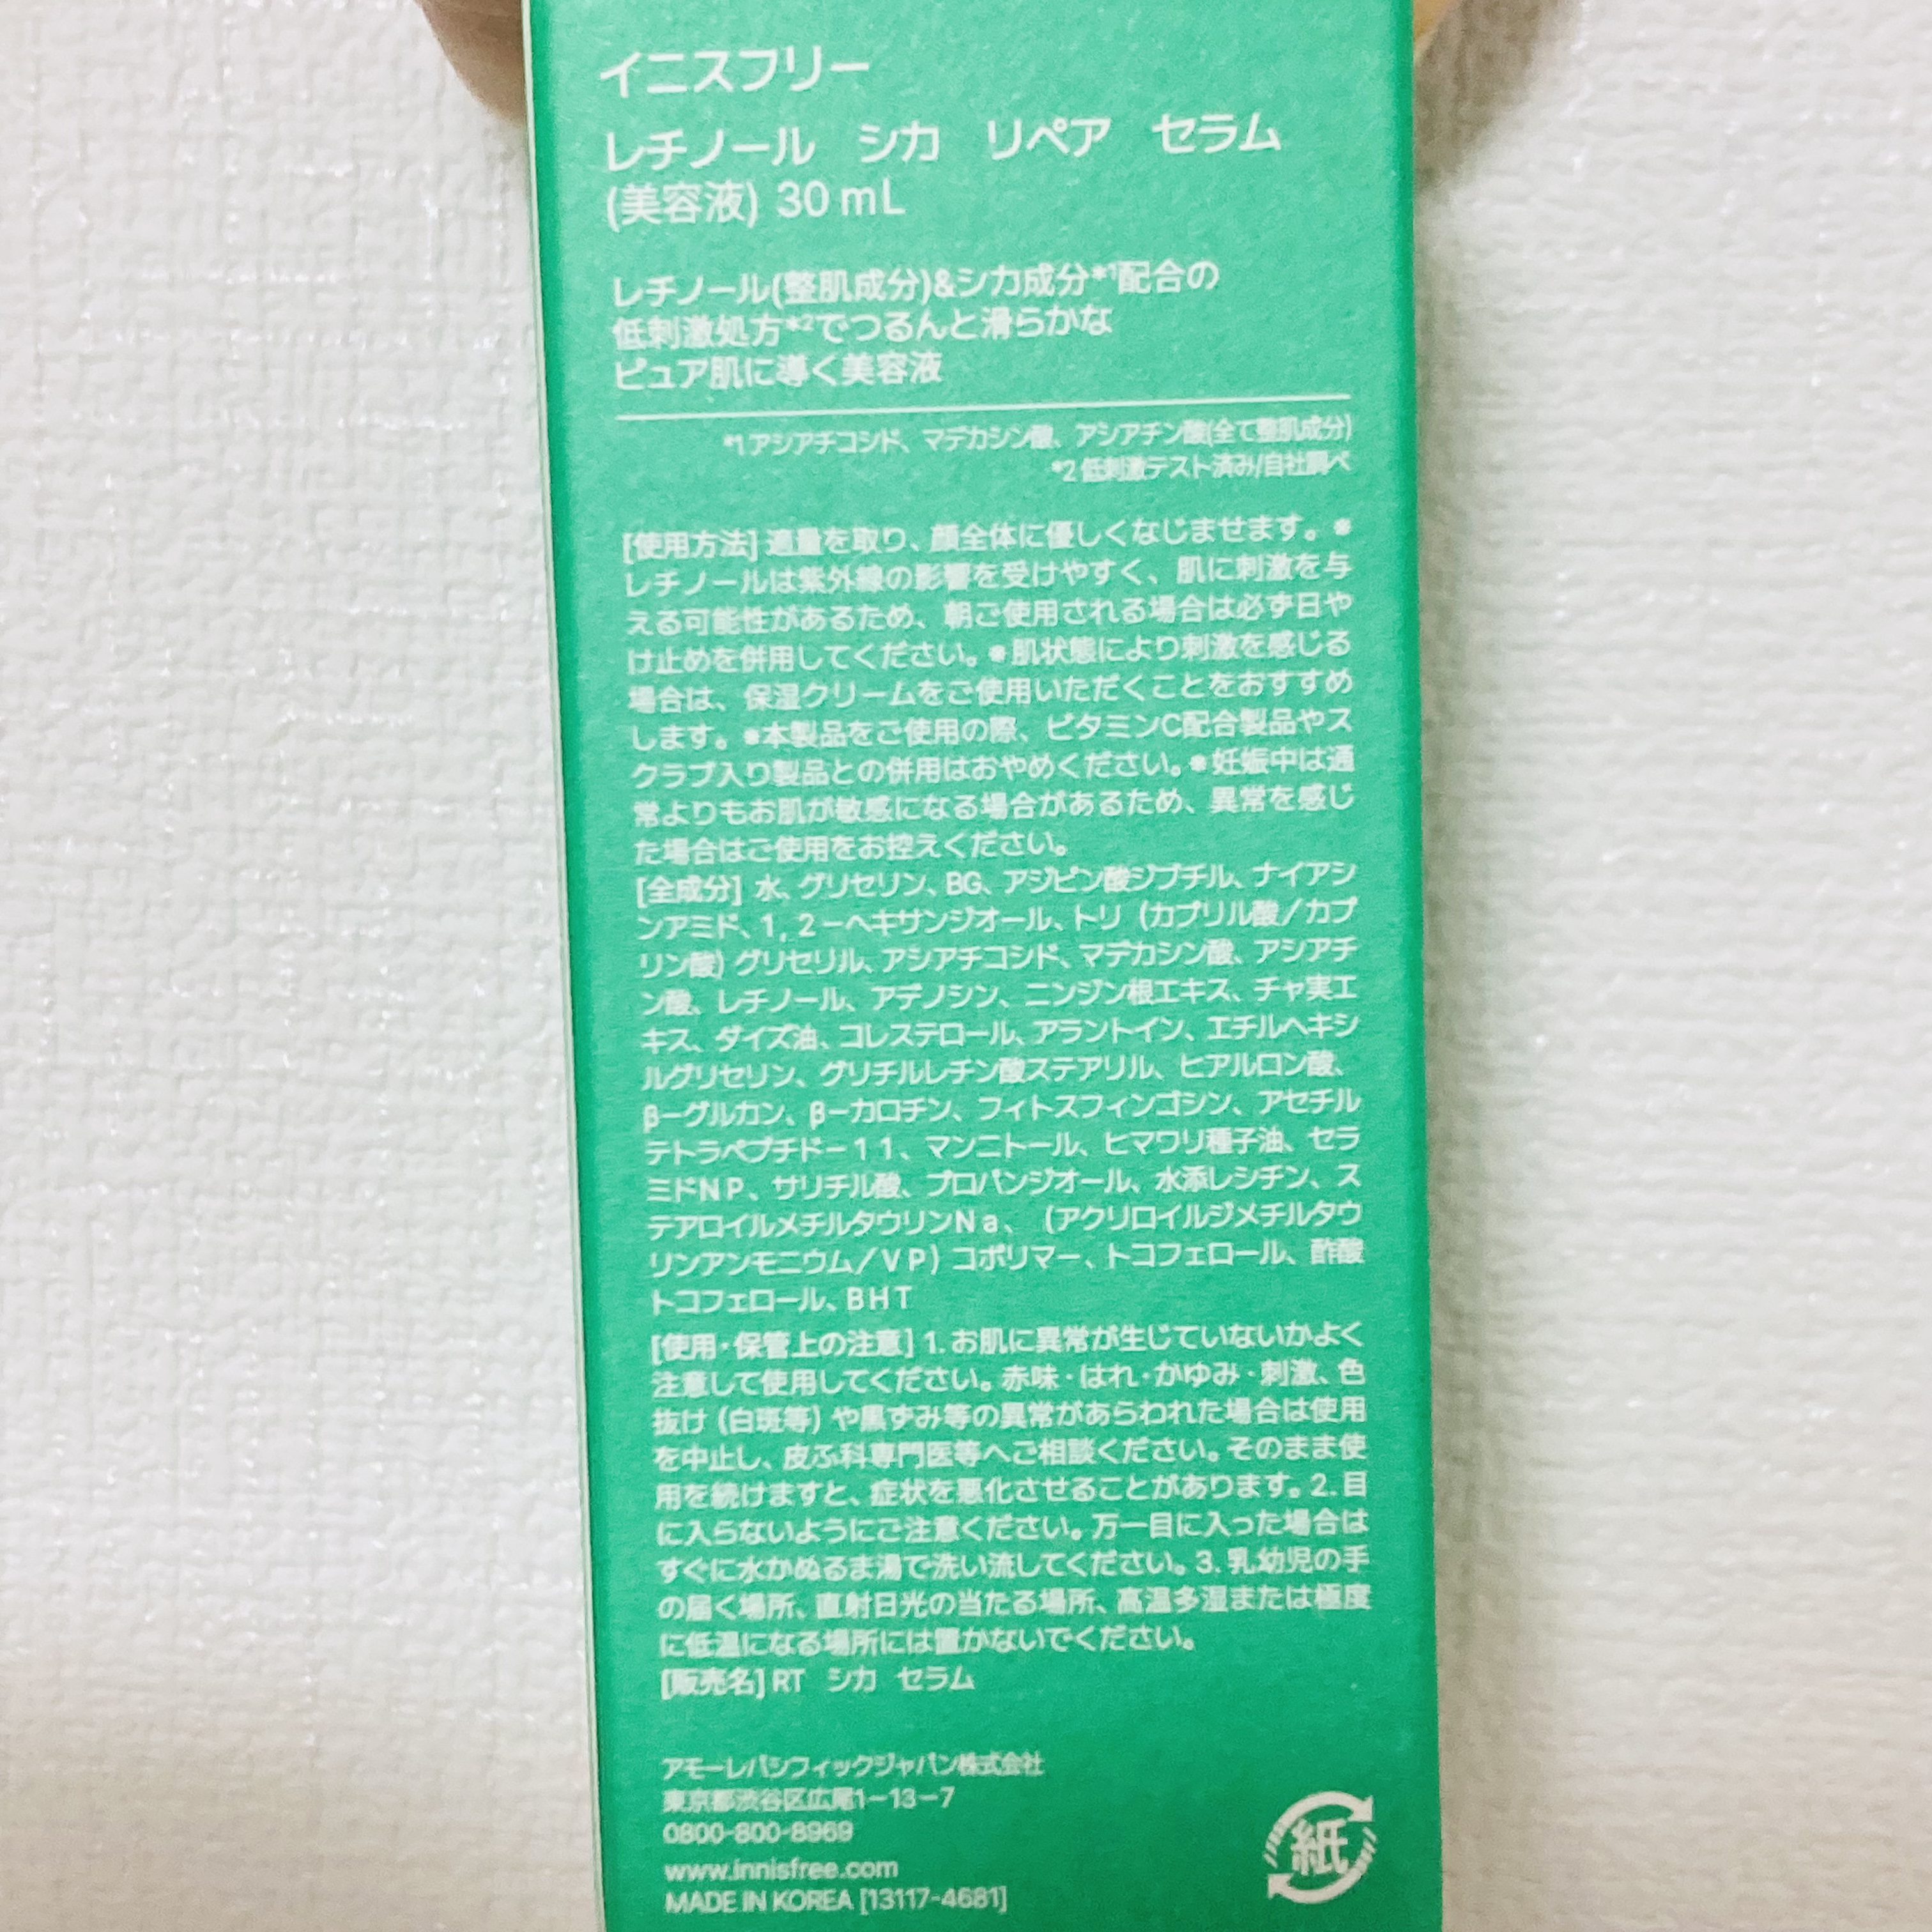 イニスフリー
レチノール　シカ　リペア　セラム
(美容液) 30 mL
レチノール(整肌成分)&シカ成分*1配合の
低刺激処方*2でつるんと滑らかな
ピュア肌に導く美容液
*1 アシアチコシド、マデカシン酸、アシアチン酸(全て整肌成分)
*2 低刺激テスト済み/自社調べ
[使用方法] 適量を取り、顔全体に優しくなじませます。※
レチノールは紫外線の影響を受けやすく、肌に刺激を与
える可能性があるため、朝ご使用される場合は必ず日や
け止めを併用してください。※肌状態により刺激を感じる
場合は、保湿クリームをご使用いただくことをおすすめ
します。※本製品をご使用の際、ビタミンC配合製品やス
クラブ入り製品との併用はおやめください。※妊娠中は通
常よりもお肌が敏感になる場合があるため、異常を感じ
た場合はご使用をお控えください。
[全成分] 水、グリセリン、BG、アジピン酸ジブチル、ナイアシ
ンアミド、1,2-ヘキサンジオール、トリ（カプリル酸／カプ
リン酸）グリセリル、アシアチコシド、マデカシン酸、アシアチ
ン酸、レチノール、アデノシン、ニンジン根エキス、チャ実エ
キス、ダイズ油、コレステロール、アラントイン、エチルヘキシ
ルグリセリン、グリチルレチン酸ステアリル、ヒアルロン酸、
β-グルカン、β-カロチン、フィトスフィンゴシン、アセチル
テトラペプチド-11、マンニトール、ヒマワリ種子油、セラ
ミドNP、サリチル酸、プロパンジオール、水添レシチン、ス
テアロイルメチルタウリンNa、（アクリロイルジメチルタウ
リンアンモニウム／VP）コポリマー、トコフェロール、酢酸
トコフェロール、BHT
[使用・保管上の注意] 1. お肌に異常が生じていないかよく
注意して使用してください。赤味・はれ・かゆみ・刺激、色
抜け（白斑等）や黒ずみ等の異常があらわれた場合は使用
を中止し、皮ふ科専門医等へご相談ください。そのまま使
用を続けますと、症状を悪化させることがあります。2. 目
に入らないようにご注意ください。万一目に入った場合は
すぐに水かぬるま湯で洗い流してください。3. 乳幼児の手
の届く場所、直射日光の当たる場所、高温多湿または極度
に低温になる場所には置かないでください。
[販売名] RT　シカ　セラム
アモーレパシフィックジャパン株式会社
東京都渋谷区広尾1-13-7
0800-800-8969
www.innisfree.com
MADE IN KOREA [13117-4681]
紙